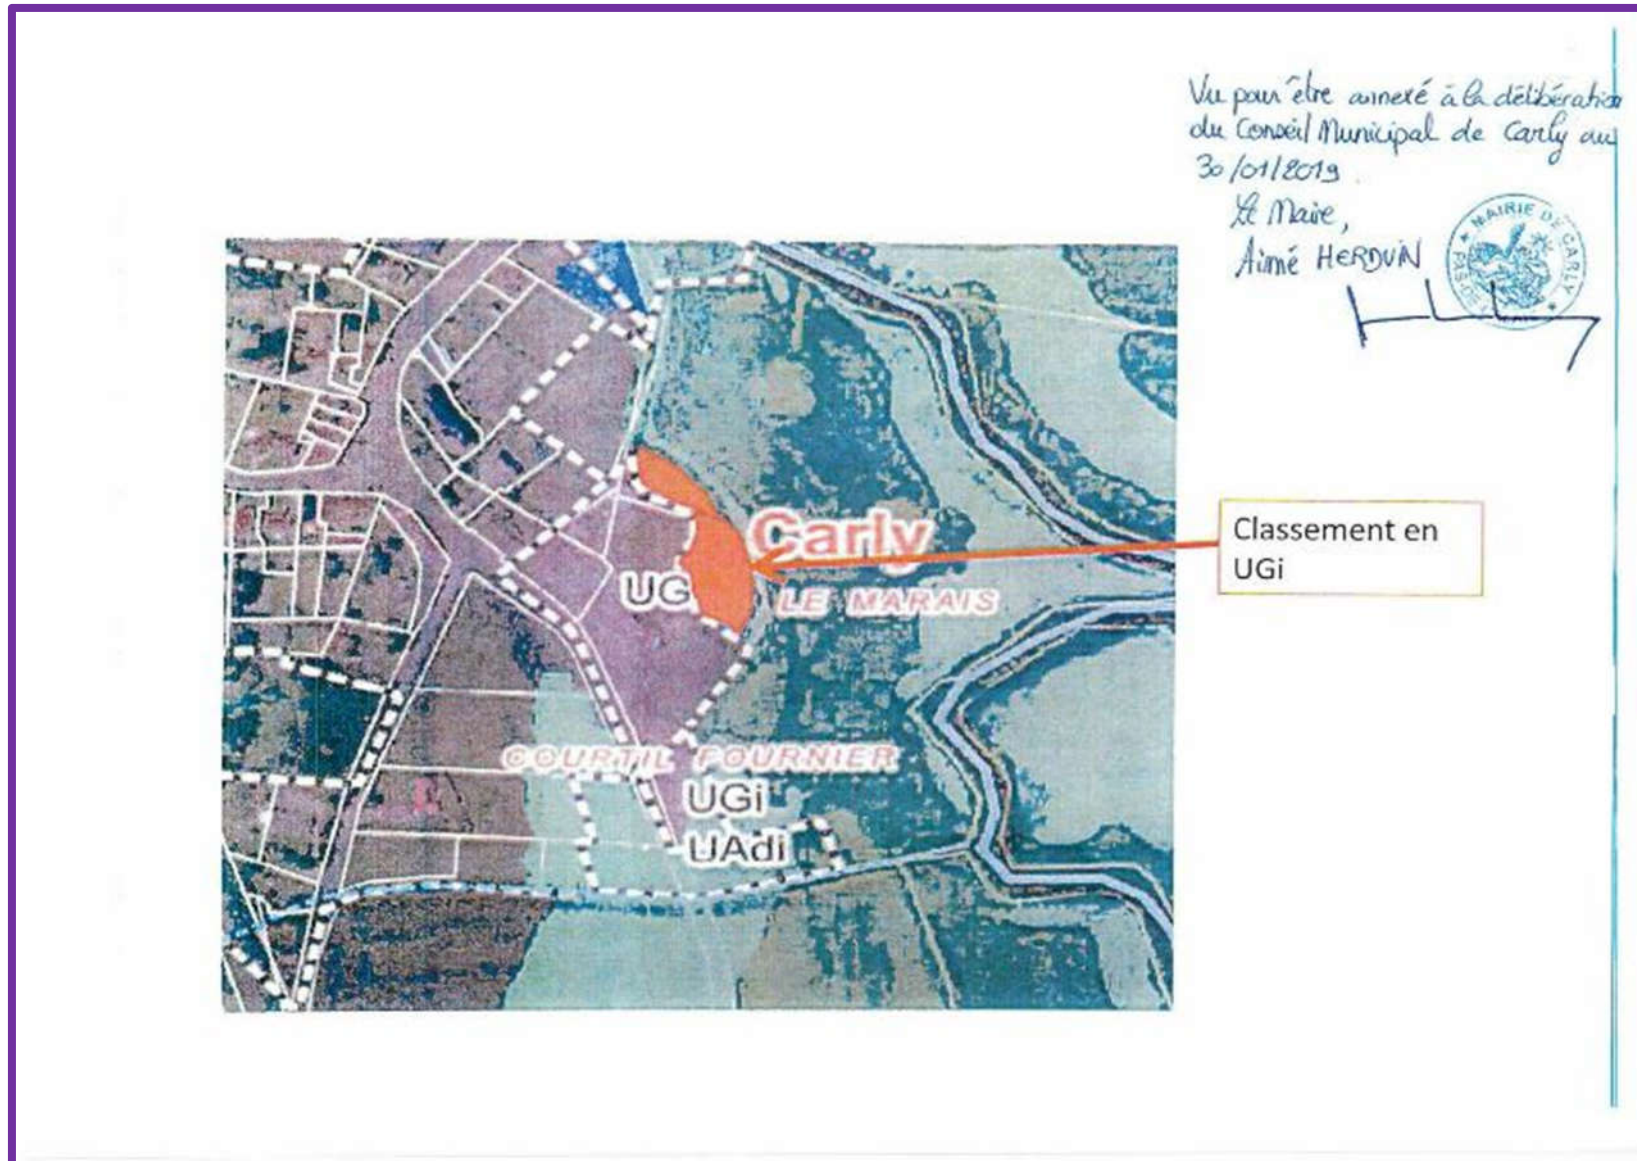 Vu pour être annexé à la délibération
du Conseil Municipal de Carly au
30/01/2019.
Le Maire,
Aimé HERDUIN
MAIRIE DE CARLY
Carly
Classement en
UGi
UG
LE MARAIS
COURTIL FOURNIER
UGi
UAdi